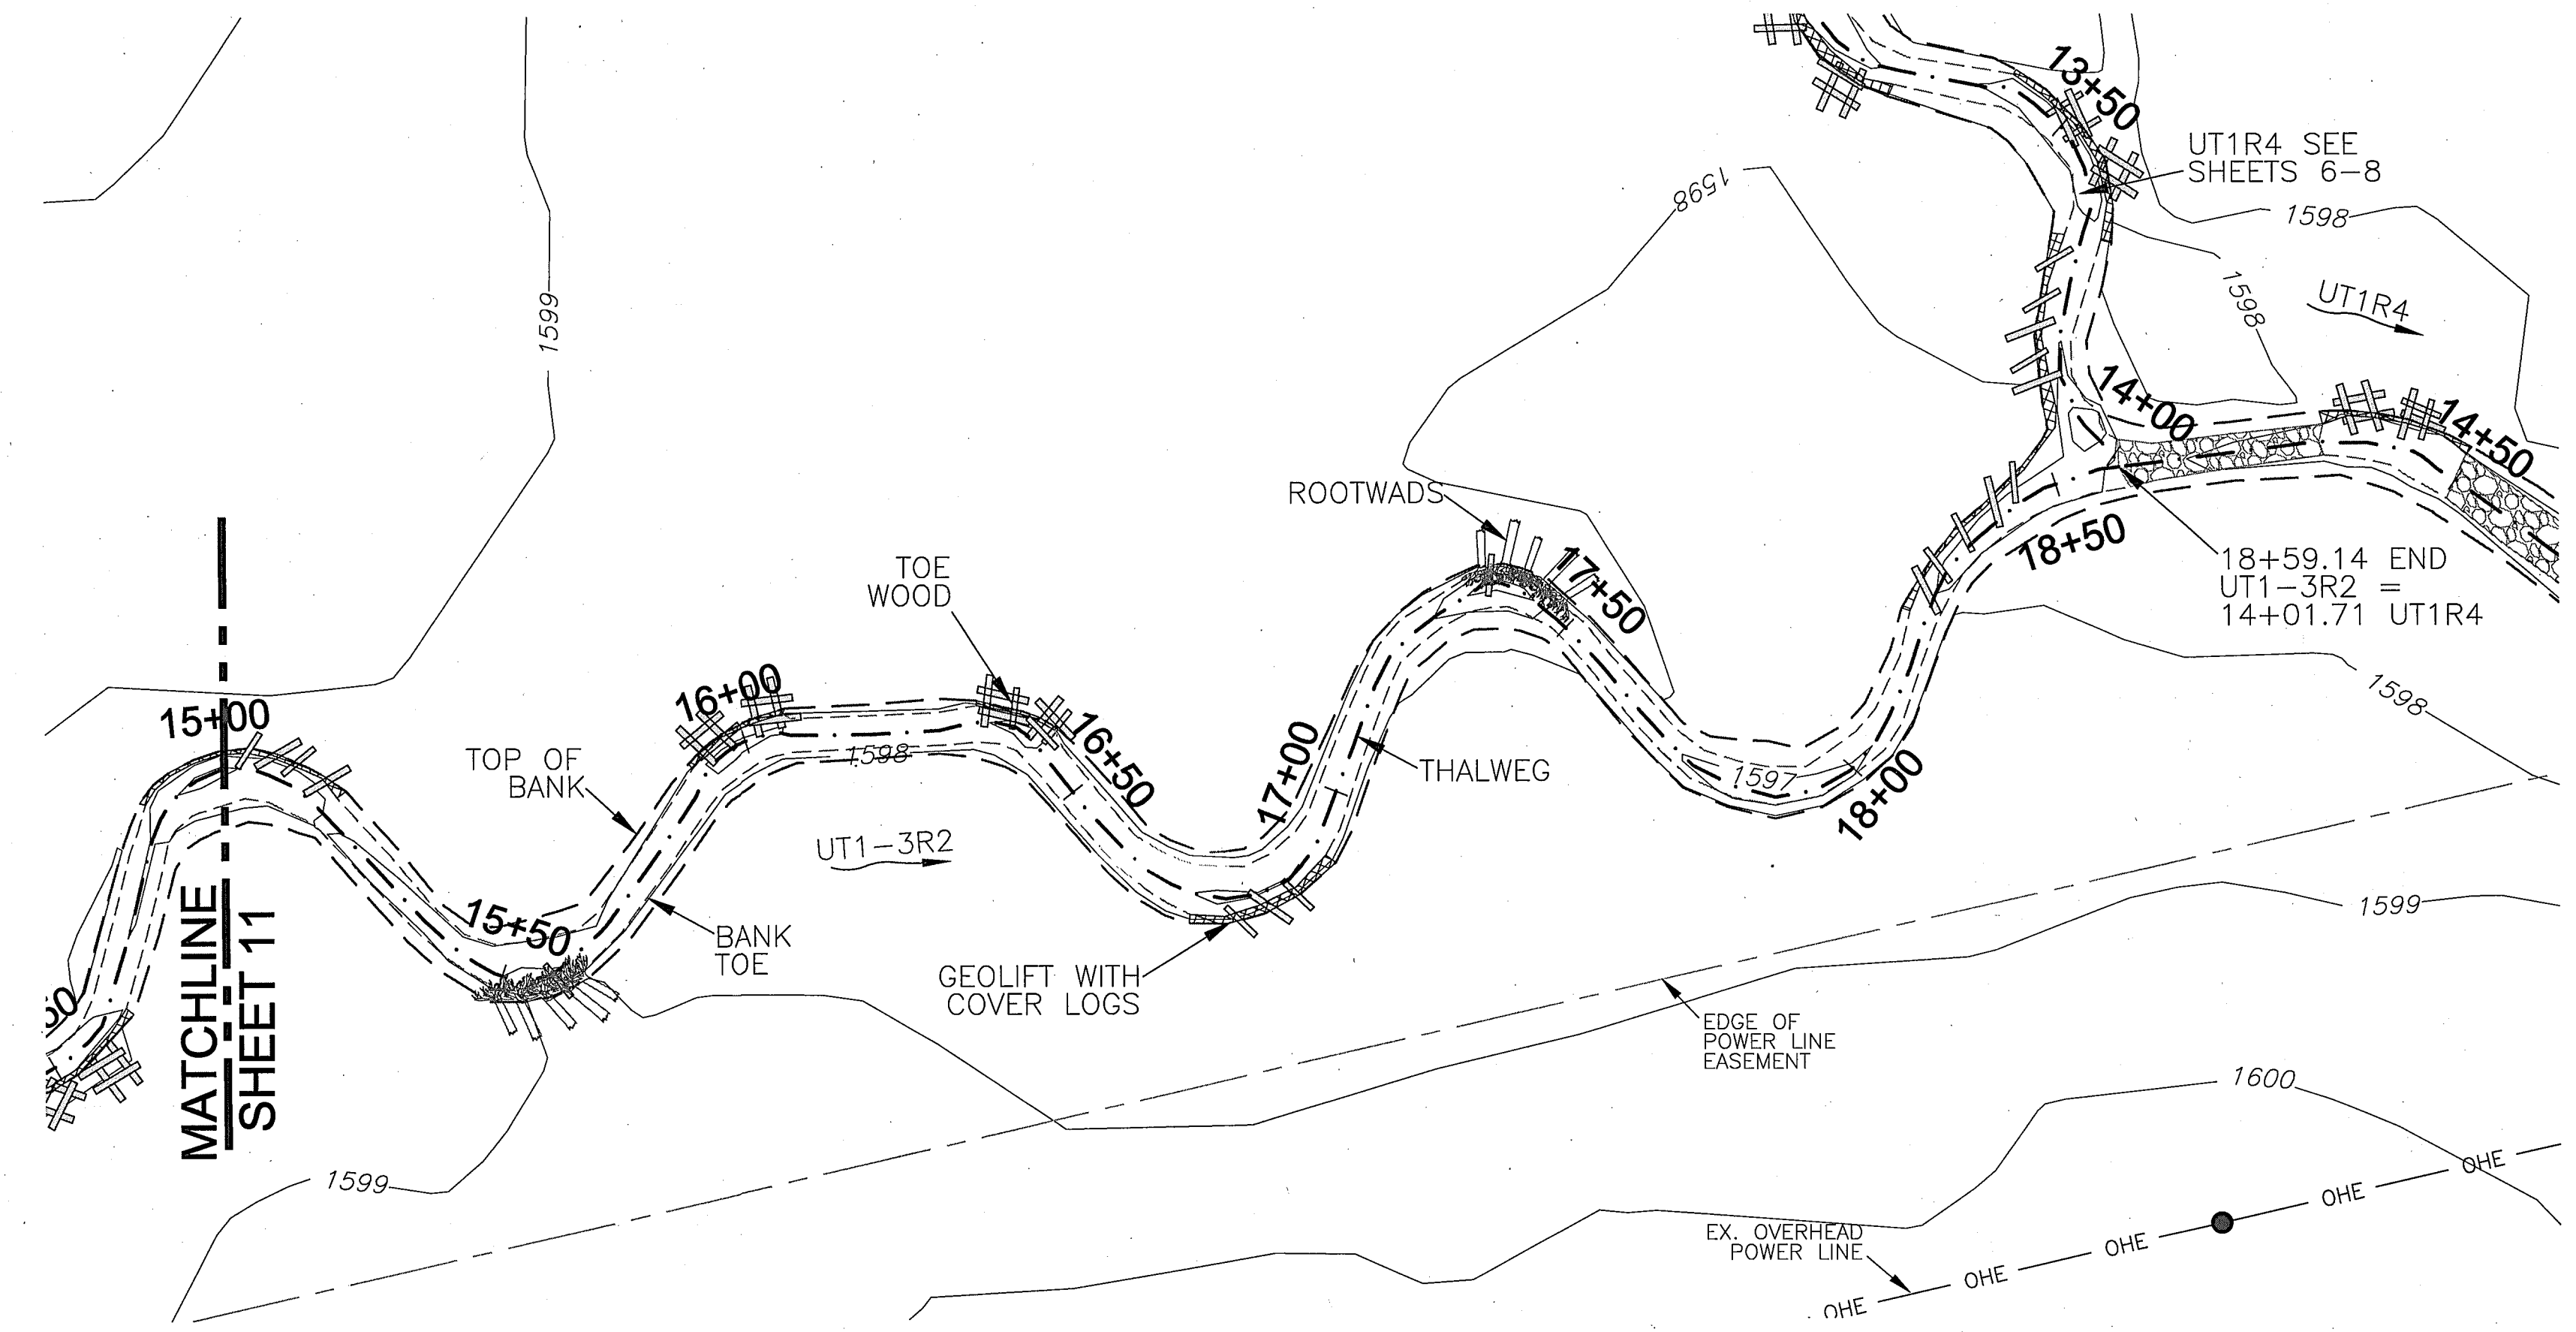 13+50
UT1R4 SEE
SHEETS 6-8
1598
1598
1598
UT1R4
1599
14+00
14+50
ROOTWADS
17+50
18+50
18+59.14 END
UT1-3R2 =
14+01.71 UT1R4
TOE
WOOD
16+00
15+00
1598
TOP OF
BANK
1598
16+50
17+00
THALWEG
1597
18+00
UT1-3R2
15+50
BANK
TOE
GEOLIFT WITH
COVER LOGS
1599
50
MATCHLINE
SHEET 11
EDGE OF
POWER LINE
EASEMENT
1600
1599
EX. OVERHEAD
POWER LINE
OHE
OHE
OHE
OHE
OHE